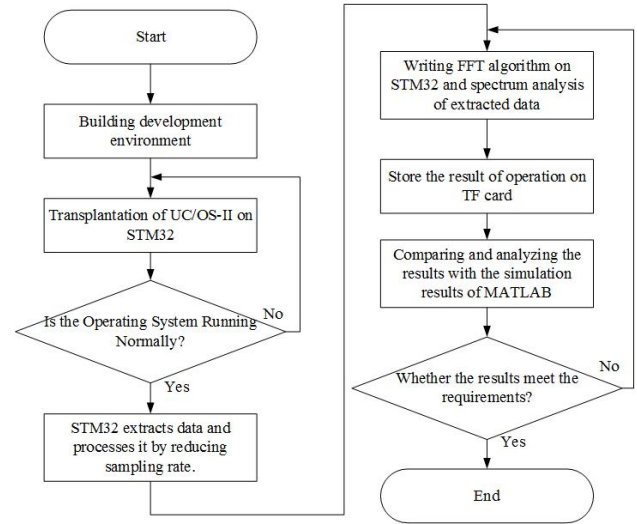 Start
Building development
environment
Transplantation of UC/OS-II on
STM32
Is the Operating System Running
Normally?
No
Yes
STM32 extracts data and
processes it by reducing
sampling rate.
Writing FFT algorithm on
STM32 and spectrum analysis
of extracted data
Store the result of operation on
TF card
Comparing and analyzing the
results with the simulation
results of MATLAB
Whether the results meet the
requirements?
No
Yes
End